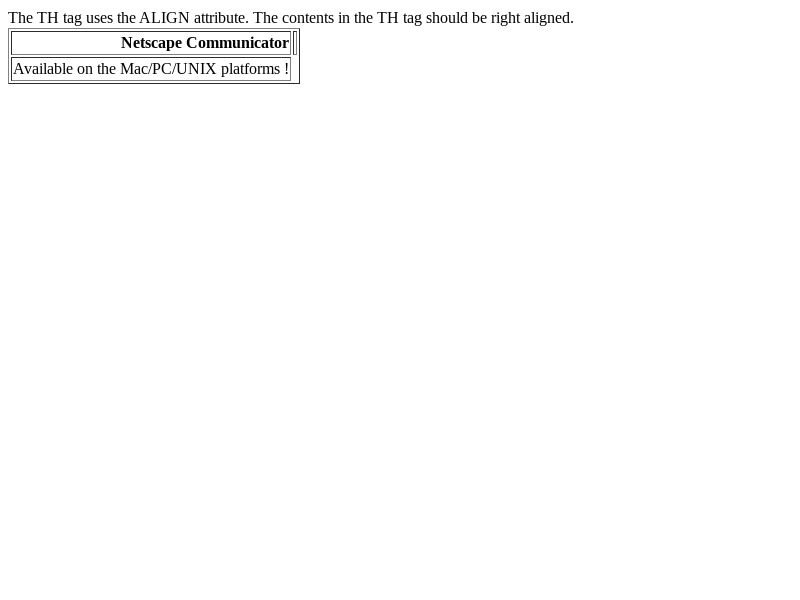 The TH tag uses the ALIGN attribute. The contents in the TH tag should be right aligned.
Netscape Communicator
Available on the Mac/PC/UNIX platforms !